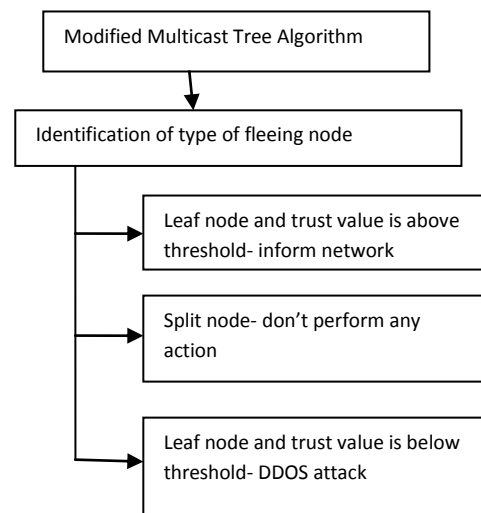 Modified Multicast Tree Algorithm
Identification of type of fleeing node
Leaf node and trust value is above
threshold- inform network
Split node- don’t perform any
action
Leaf node and trust value is below
threshold- DDOS attack